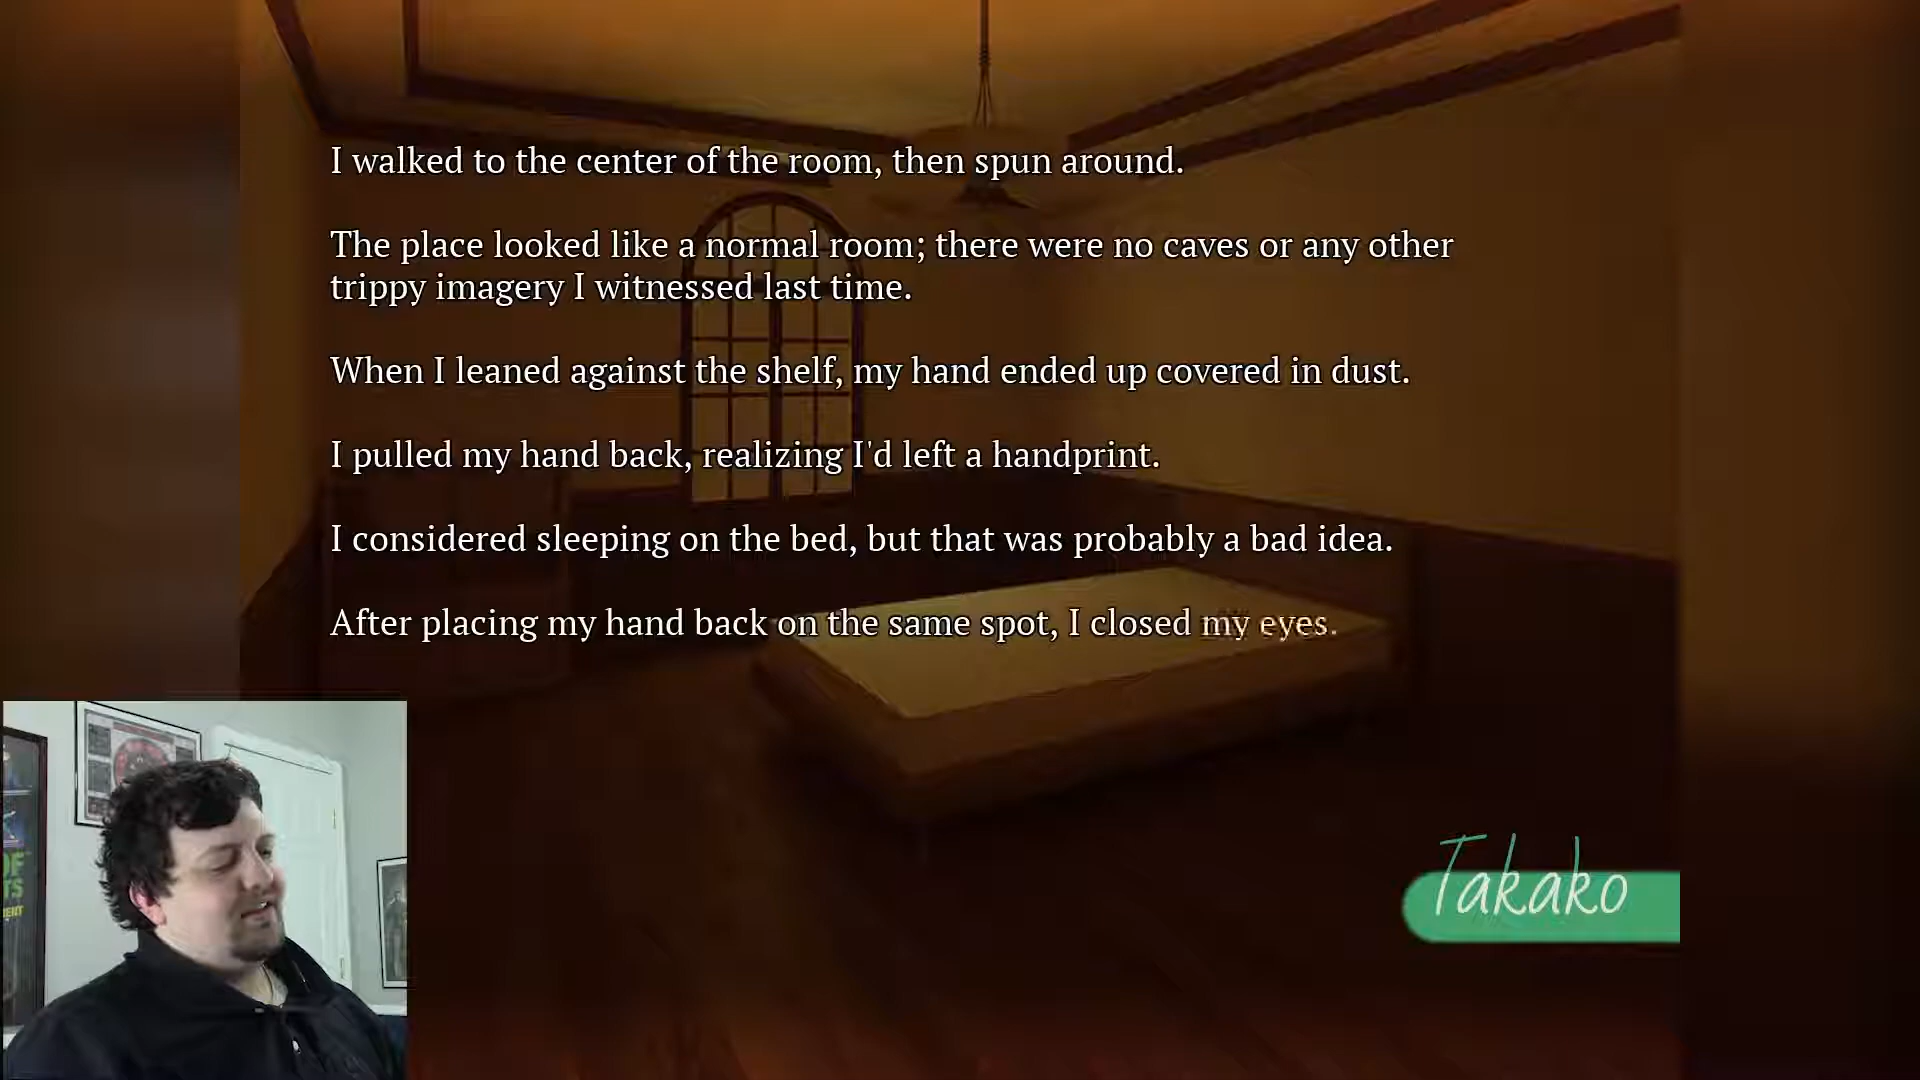 I walked to the center of the room, then spun around.
The place looked like a normal room; there were no caves or any other
trippy imagery I witnessed last time.
When I leaned against the shelf, my hand ended up covered in dust.
I pulled my hand back, realizing I'd left a handprint.
I considered sleeping on the bed, but that was probably a bad idea.
After placing my hand back on the same spot, I closed my eyes.
Takako
OF